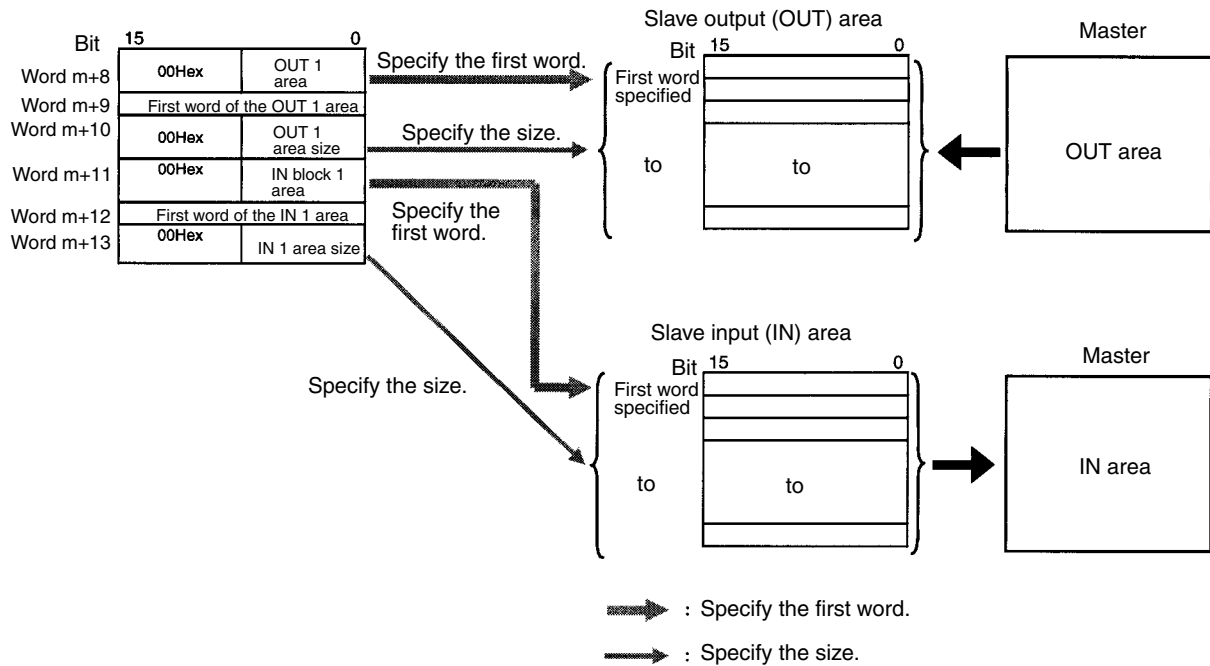 Bit 15 0
Word m+8 00Hex OUT 1
area
Word m+9 First word of the OUT 1 area
Word m+10 00Hex OUT 1
area size
Word m+11 00Hex IN block 1
area
Word m+12 First word of the IN 1 area
Word m+13 00Hex IN 1 area size
Specify the first word.
Specify the size.
Specify the
first word.
Specify the size.
Slave output (OUT) area
Bit 15 0
First word
specified
to to
Master
OUT area
Slave input (IN) area
Bit 15 0
First word
specified
to to
Master
IN area
: Specify the first word.
: Specify the size.